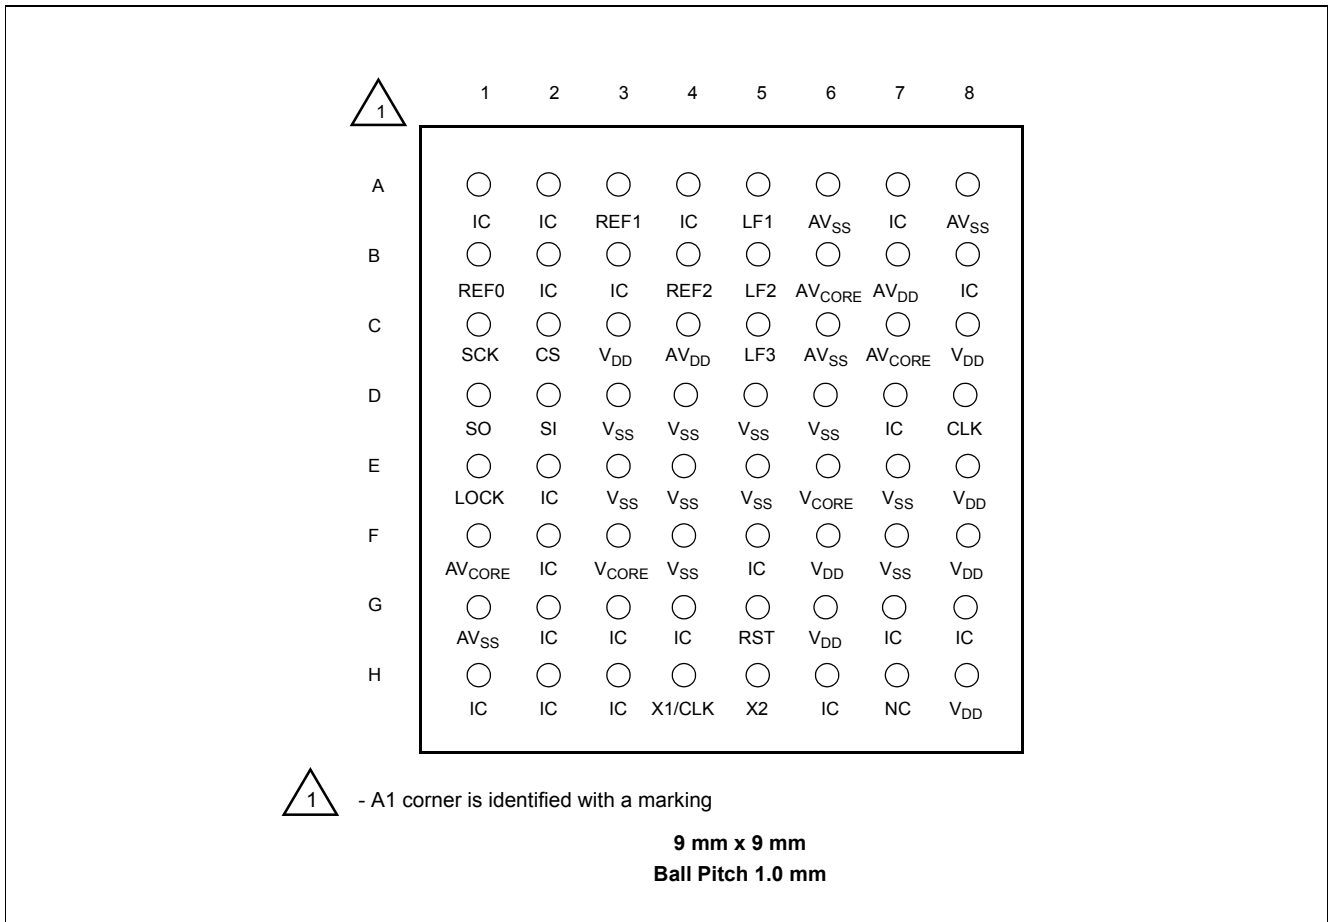 1 1 2 3 4 5 6 7 8
A
IC IC REF1 IC LF1 AVSS IC AVSS
B
REF0 IC IC REF2 LF2 AVCORE AVDD IC
C
SCK CS VDD AVDD LF3 AVSS AVCORE VDD
D
SO SI VSS VSS VSS VSS IC CLK
E
LOCK IC VSS VSS VSS VCORE VSS VDD
F
AVCORE IC VCORE VSS IC VDD VSS VDD
G
AVSS IC IC IC RST VDD IC IC
H
IC IC IC X1/CLK X2 IC NC VDD
1 - A1 corner is identified with a marking
9 mm x 9 mm
Ball Pitch 1.0 mm